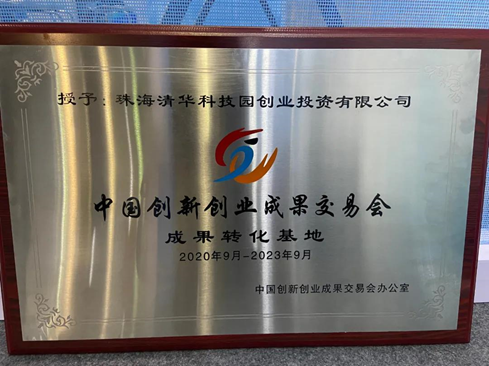 授予：珠海清华科技园创业投资有限公司
中国创新创业成果交易会
成果转化基地
2020年9月-2023年9月
中国创新创业成果交易会办公室